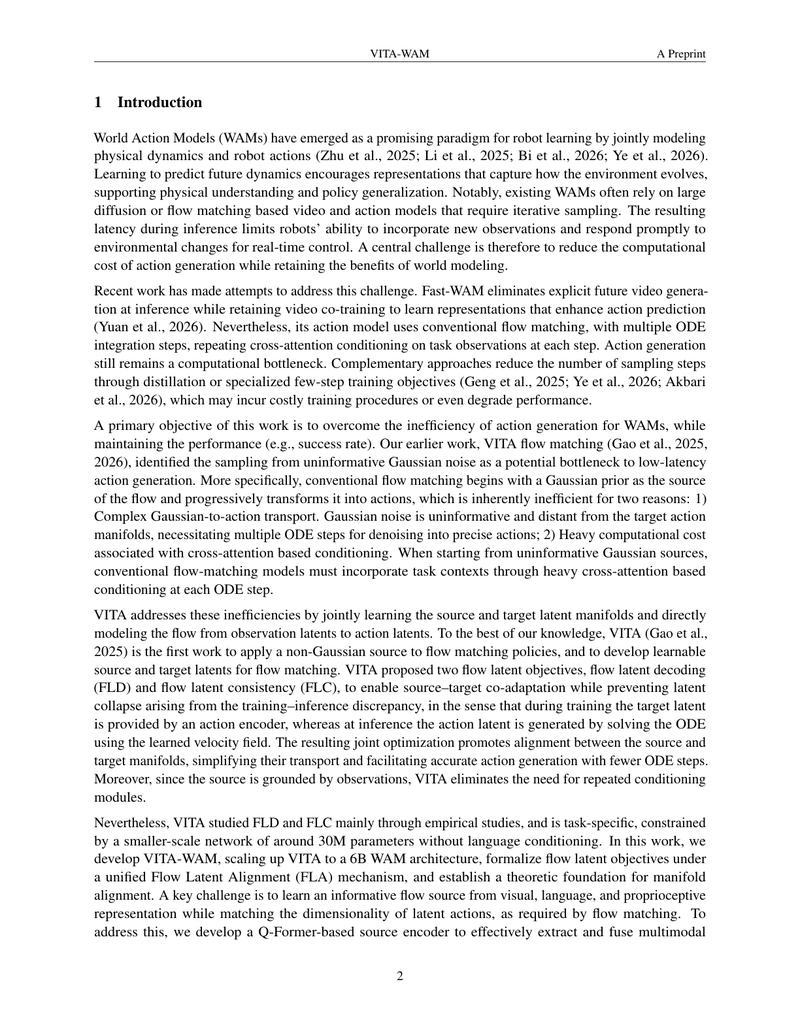 VITA-WAM
A Preprint
1 Introduction
World Action Models (WAMs) have emerged as a promising paradigm for robot learning by jointly modeling
physical dynamics and robot actions (Zhu et al., 2025; Li et al., 2025; Bi et al., 2026; Ye et al., 2026).
Learning to predict future dynamics encourages representations that capture how the environment evolves,
supporting physical understanding and policy generalization. Notably, existing WAMs often rely on large
diffusion or flow matching based video and action models that require iterative sampling. The resulting
latency during inference limits robots' ability to incorporate new observations and respond promptly to
environmental changes for real-time control. A central challenge is therefore to reduce the computational
cost of action generation while retaining the benefits of world modeling.
Recent work has made attempts to address this challenge. Fast-WAM eliminates explicit future video genera-
tion at inference while retaining video co-training to learn representations that enhance action prediction
(Yuan et al., 2026). Nevertheless, its action model uses conventional flow matching, with multiple ODE
integration steps, repeating cross-attention conditioning on task observations at each step. Action generation
still remains a computational bottleneck. Complementary approaches reduce the number of sampling steps
through distillation or specialized few-step training objectives (Geng et al., 2025; Ye et al., 2026; Akbari
et al., 2026), which may incur costly training procedures or even degrade performance.
A primary objective of this work is to overcome the inefficiency of action generation for WAMs, while
maintaining the performance (e.g., success rate). Our earlier work, VITA flow matching (Gao et al., 2025,
2026), identified the sampling from uninformative Gaussian noise as a potential bottleneck to low-latency
action generation. More specifically, conventional flow matching begins with a Gaussian prior as the source
of the flow and progressively transforms it into actions, which is inherently inefficient for two reasons: 1)
Complex Gaussian-to-action transport. Gaussian noise is uninformative and distant from the target action
manifolds, necessitating multiple ODE steps for denoising into precise actions; 2) Heavy computational cost
associated with cross-attention based conditioning. When starting from uninformative Gaussian sources,
conventional flow-matching models must incorporate task contexts through heavy cross-attention based
conditioning at each ODE step.
VITA addresses these inefficiencies by jointly learning the source and target latent manifolds and directly
modeling the flow from observation latents to action latents. To the best of our knowledge, VITA (Gao et al.,
2025) is the first work to apply a non-Gaussian source to flow matching policies, and to develop learnable
source and target latents for flow matching. VITA proposed two flow latent objectives, flow latent decoding
(FLD) and flow latent consistency (FLC), to enable source–target co-adaptation while preventing latent
collapse arising from the training–inference discrepancy, in the sense that during training the target latent
is provided by an action encoder, whereas at inference the action latent is generated by solving the ODE
using the learned velocity field. The resulting joint optimization promotes alignment between the source and
target manifolds, simplifying their transport and facilitating accurate action generation with fewer ODE steps.
Moreover, since the source is grounded by observations, VITA eliminates the need for repeated conditioning
modules.
Nevertheless, VITA studied FLD and FLC mainly through empirical studies, and is task-specific, constrained
by a smaller-scale network of around 30M parameters without language conditioning. In this work, we
develop VITA-WAM, scaling up VITA to a 6B WAM architecture, formalize flow latent objectives under
a unified Flow Latent Alignment (FLA) mechanism, and establish a theoretic foundation for manifold
alignment. A key challenge is to learn an informative flow source from visual, language, and proprioceptive
representation while matching the dimensionality of latent actions, as required by flow matching. To
address this, we develop a Q-Former-based source encoder to effectively extract and fuse multimodal
2